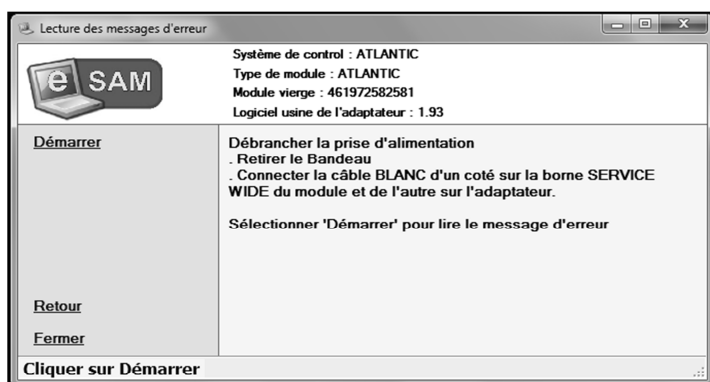 Lecture des messages d'erreur
e SAM
Système de control : ATLANTIC
Type de module : ATLANTIC
Module vierge : 461972582581
Logiciel usine de l'adaptateur : 1.93
Démarrer
Débrancher la prise d'alimentation
. Retirer le Bandeau
. Connecter la câble BLANC d'un coté sur la borne SERVICE
WIDE du module et de l'autre sur l'adaptateur.
Sélectionner 'Démarrer' pour lire le message d'erreur
Retour
Fermer
Cliquer sur Démarrer